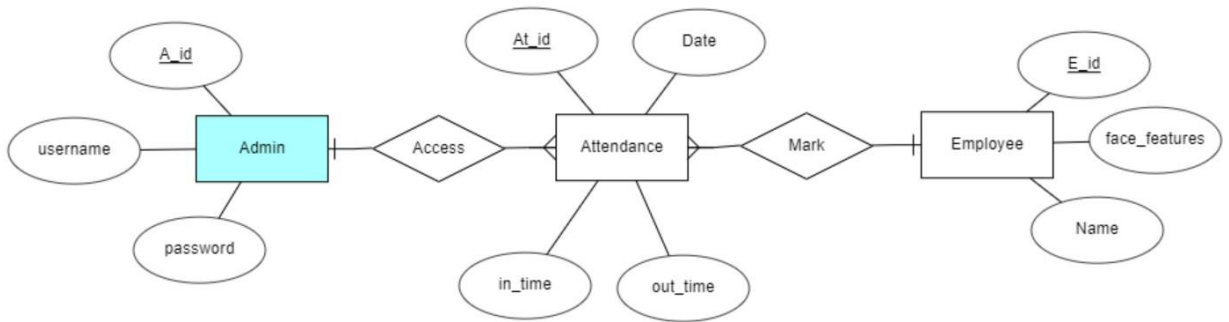 A_id
username
Admin
password
Access
At_id
Date
Attendance
in_time
out_time
Mark
E_id
Employee
face_features
Name